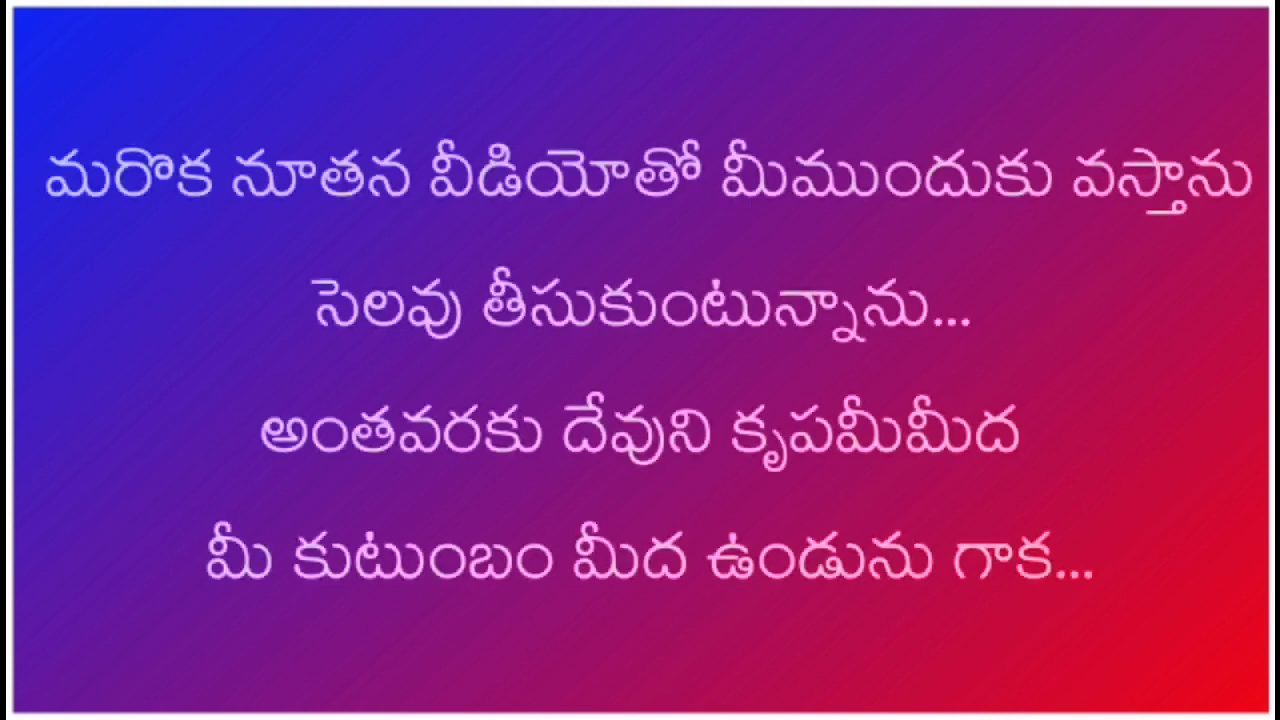 మరొక నూతన వీడియోతో మీముందుకు వస్తాను
సెలవు తీసుకుంటున్నాను...
అంతవరకు దేవుని కృపమీమీద
మీ కుటుంబం మీద ఉండును గాక...